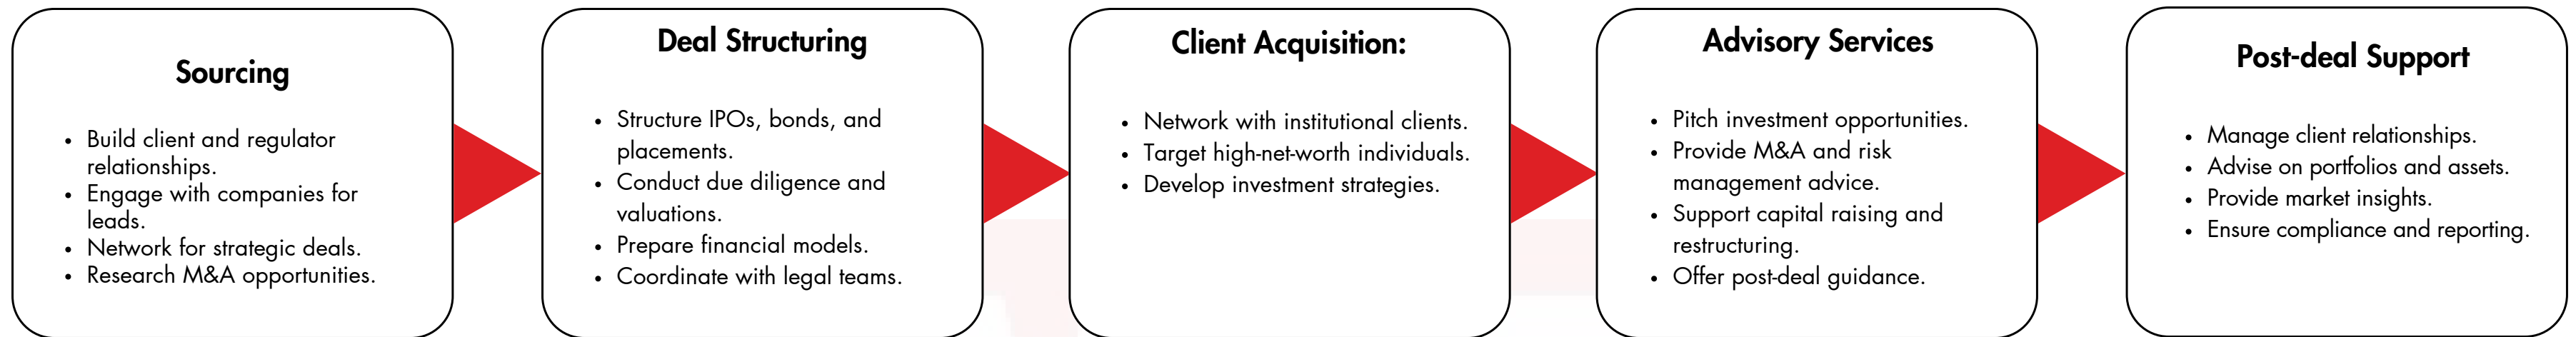 Sourcing
• Build client and regulator
relationships.
• Engage with companies for
leads.
• Network for strategic deals.
• Research M&A opportunities.
Deal Structuring
• Structure IPOs, bonds, and
placements.
• Conduct due diligence and
valuations.
• Prepare financial models.
• Coordinate with legal teams.
Client Acquisition:
• Network with institutional clients.
• Target high-net-worth individuals.
• Develop investment strategies.
Advisory Services
• Pitch investment opportunities.
• Provide M&A and risk
management advice.
• Support capital raising and
restructuring.
• Offer post-deal guidance.
Post-deal Support
• Manage client relationships.
• Advise on portfolios and assets.
• Provide market insights.
• Ensure compliance and reporting.